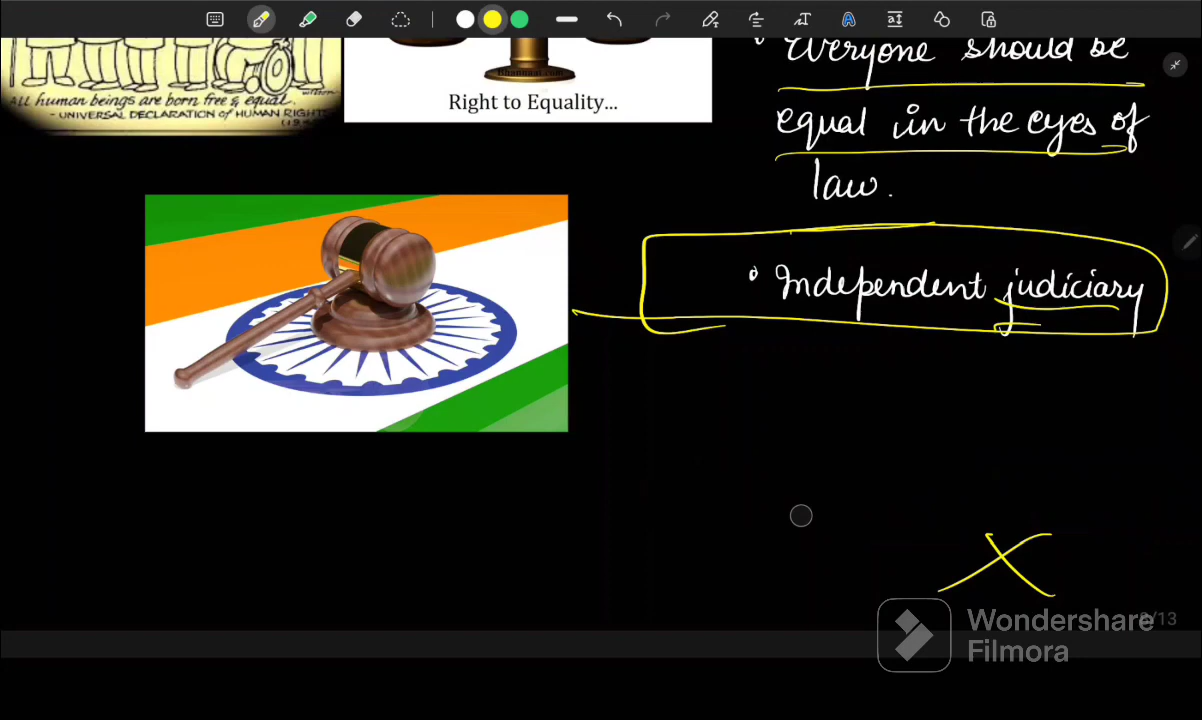 ALL human beings are born free & equal.
- UNIVERSAL DECLARATION of HUMAN RIGHTS
Right to Equality...
• Everyone should be
equal in the eyes of
law.
• Independent judiciary
Wondershare
Filmora
/13